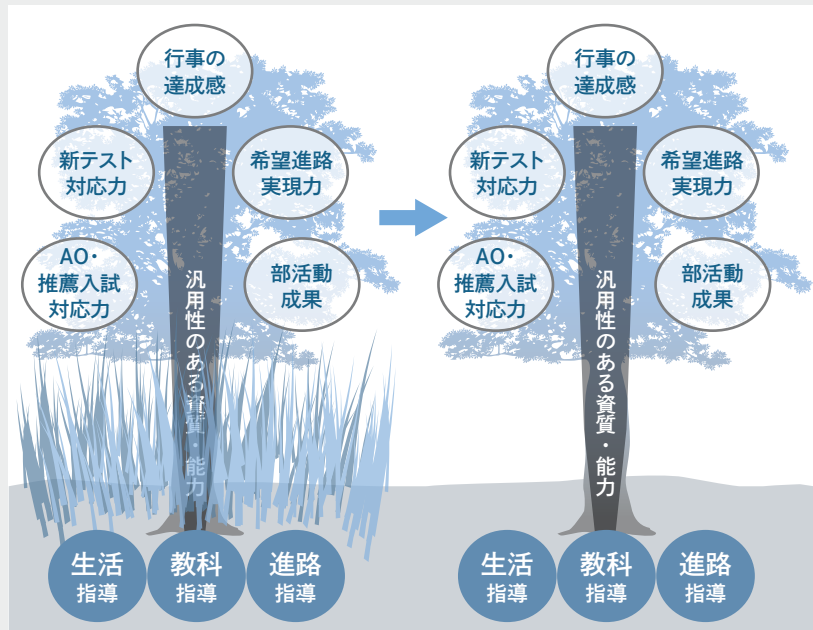 行事の
達成感
新テスト
対応力
希望進路
実現力
AO・
推薦入試
対応力
部活動
成果
汎用性のある資質・能力
生活
指導
教科
指導
進路
指導
行事の
達成感
新テスト
対応力
希望進路
実現力
AO・
推薦入試
対応力
部活動
成果
汎用性のある資質・能力
生活
指導
教科
指導
進路
指導